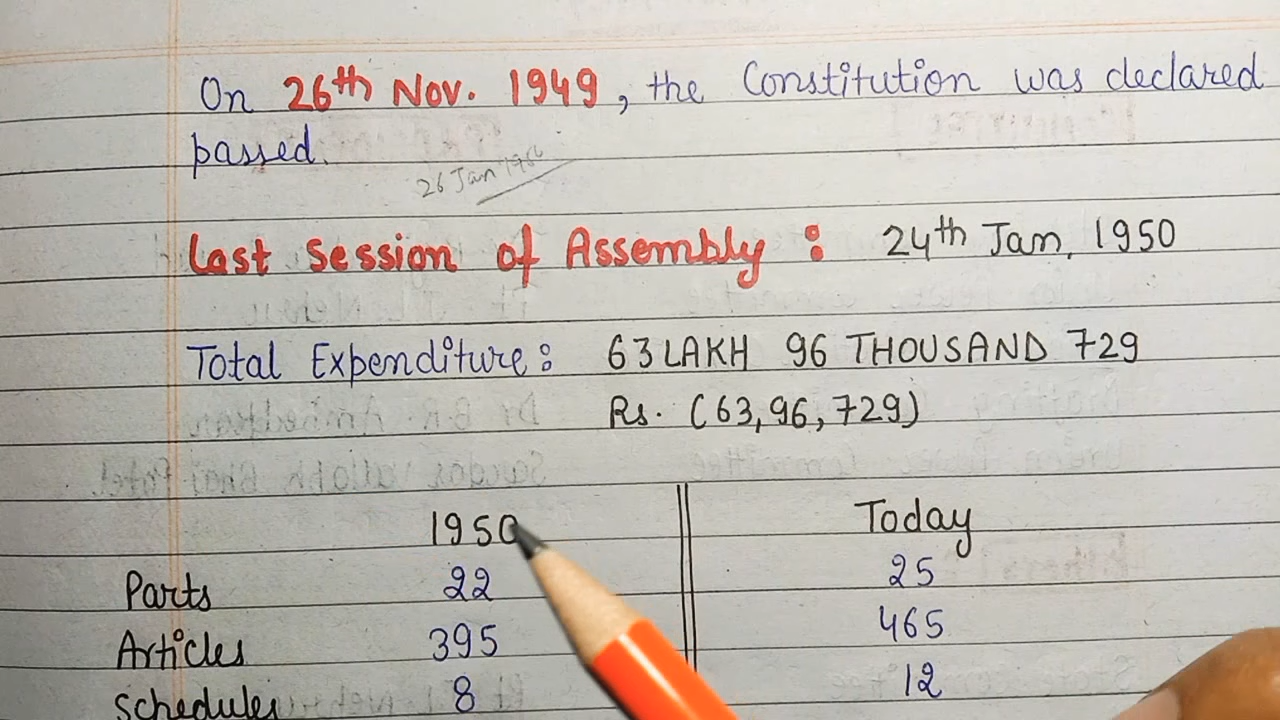 On 26th Nov. 1949, the Constitution was declared
passed.
26 Jan 1950
Last Session of Assembly : 24th Jan, 1950
Total Expenditure: 63 LAKH 96 THOUSAND 729
Rs. (63,96,729)
1950 Today
Parts 22 25
Articles 395 465
Schedules 8 12